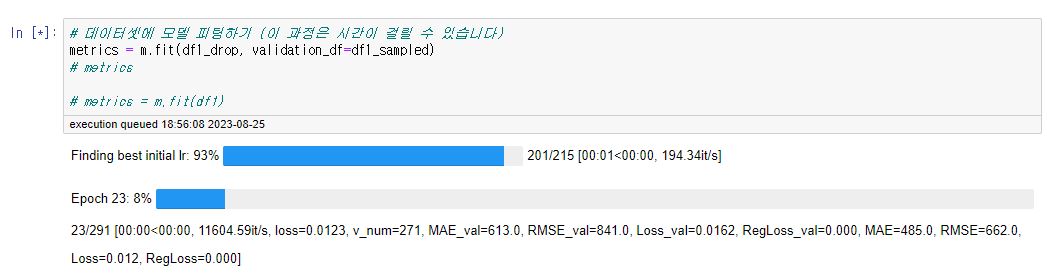 In [*]:
# 데이터셋에 모델 피팅하기 (이 과정은 시간이 걸릴 수 있습니다)
metrics = m.fit(df1_drop, validation_df=df1_sampled)
# metrics
# metrics = m.fit(df1)
execution queued 18:56:08 2023-08-25
Finding best initial lr: 93% 201/215 [00:01<00:00, 194.34it/s]
Epoch 23: 8%
23/291 [00:00<00:00, 11604.59it/s, loss=0.0123, v_num=271, MAE_val=613.0, RMSE_val=841.0, Loss_val=0.0162, RegLoss_val=0.000, MAE=485.0, RMSE=662.0,
Loss=0.012, RegLoss=0.000]